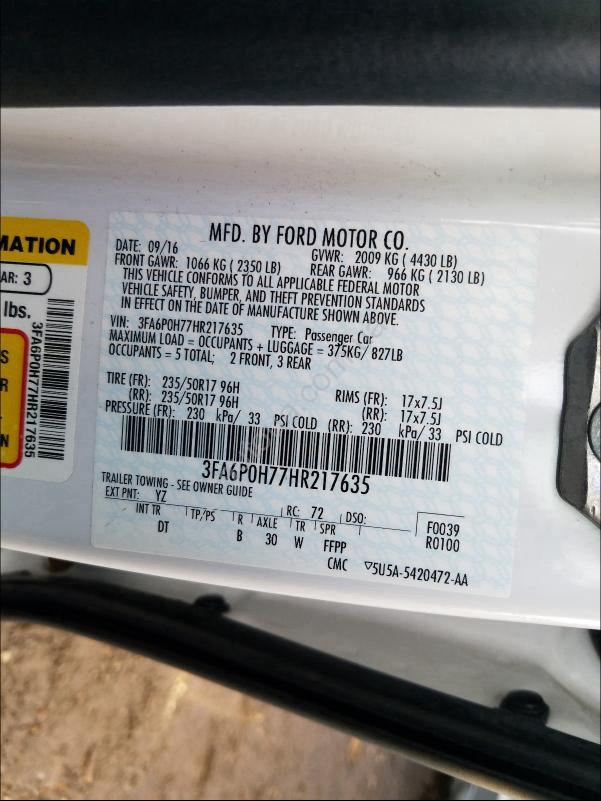 MFD. BY FORD MOTOR CO.
DATE: 09/16 GVWR: 2009 KG ( 4430 LB)
FRONT GAWR: 1066 KG ( 2350 LB) REAR GAWR: 966 KG ( 2130 LB)
THIS VEHICLE CONFORMS TO ALL APPLICABLE FEDERAL MOTOR
VEHICLE SAFETY, BUMPER, AND THEFT PREVENTION STANDARDS
IN EFFECT ON THE DATE OF MANUFACTURE SHOWN ABOVE.
VIN: 3FA6P0H77HR217635 TYPE: Passenger Car
MAXIMUM LOAD = OCCUPANTS + LUGGAGE = 375KG/ 827LB
OCCUPANTS = 5 TOTAL; 2 FRONT, 3 REAR
TIRE (FR): 235/50R17 96H RIMS (FR): 17x7.5J
(RR): 235/50R17 96H (RR): 17x7.5J
PRESSURE (FR): 230 kPa/ 33 PSI COLD (RR): 230 kPa/ 33 PSI COLD
3FA6P0H77HR217635
TRAILER TOWING - SEE OWNER GUIDE
EXT PNT: YZ RC: 72 DSO: F0039
INT TR TP/PS R AXLE TR SPR R0100
DT B 30 W FFPP
CMC ▽5U5A-5420472-AA
MATION
AR: 3
lbs.
S
R
N
3FA6P0H77HR217635